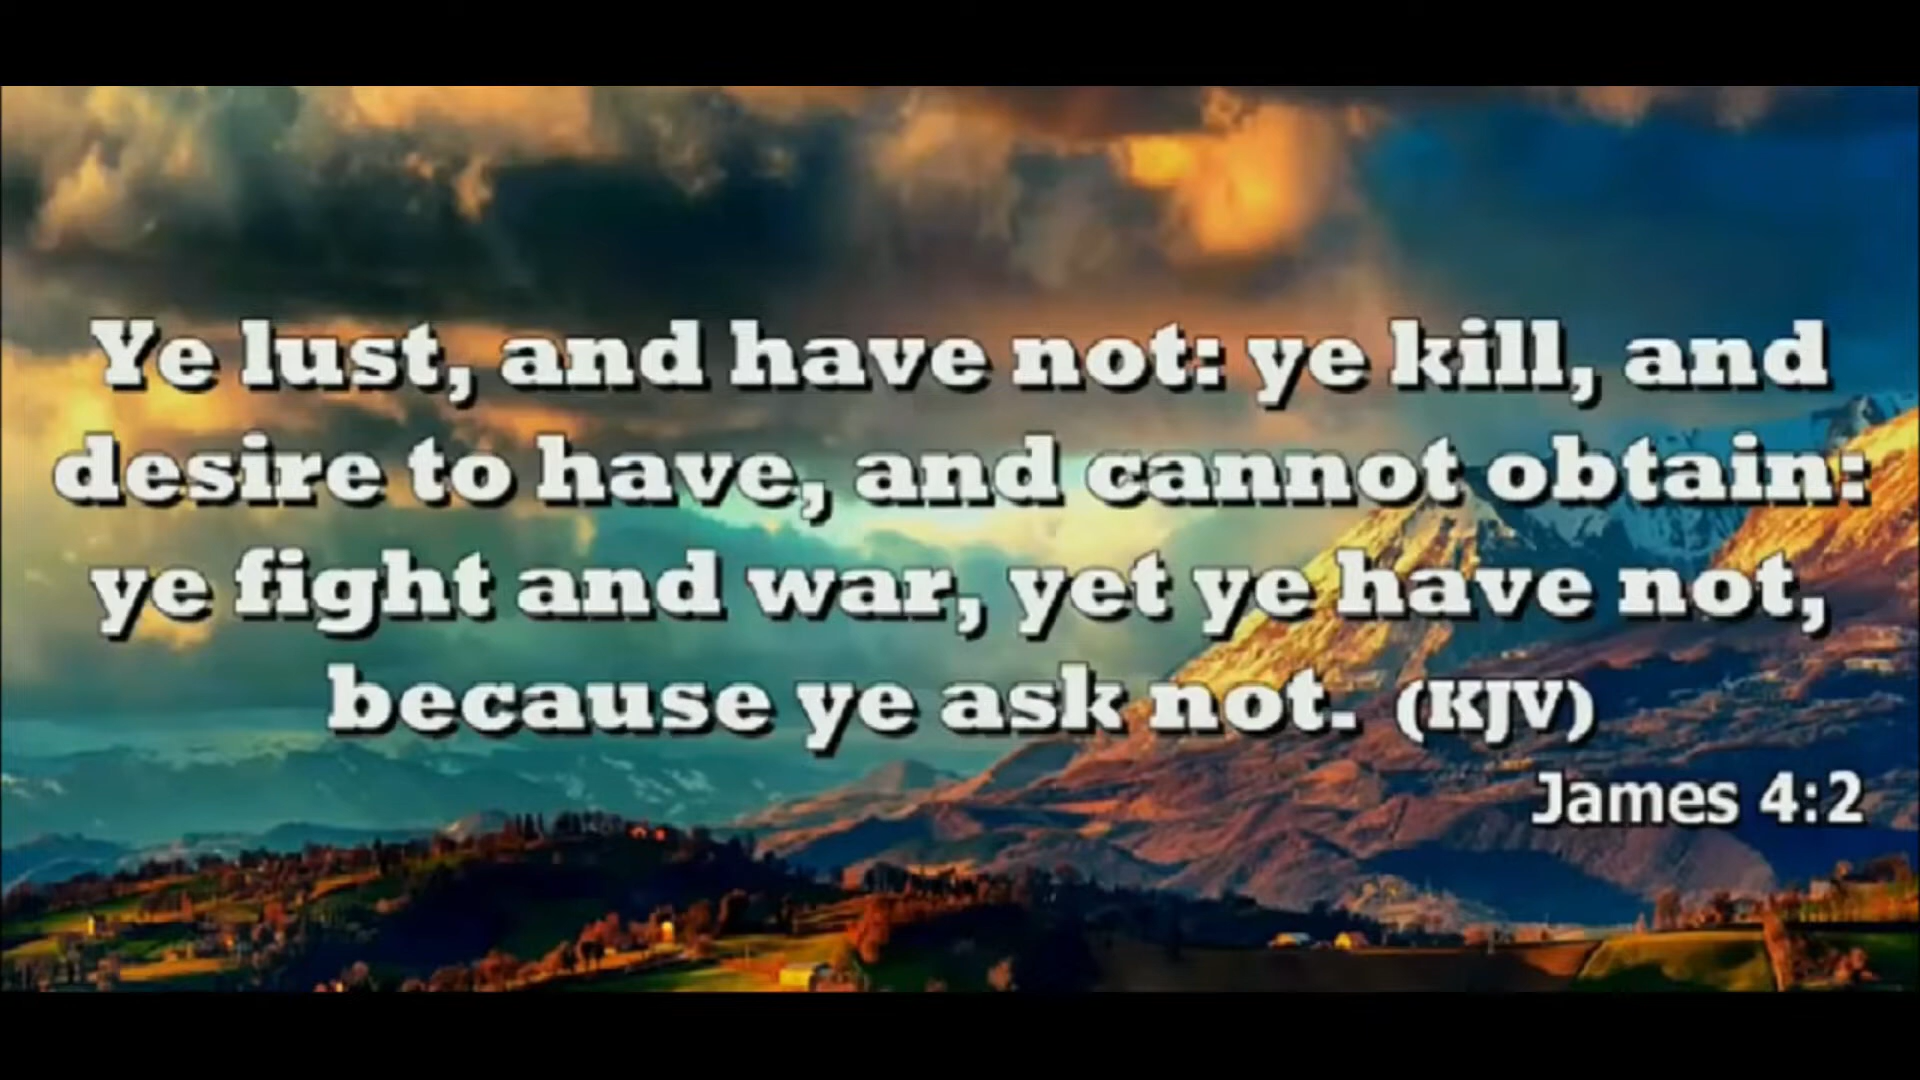 Ye lust, and have not: ye kill, and
desire to have, and cannot obtain:
ye fight and war, yet ye have not,
because ye ask not. (KJV)
James 4:2